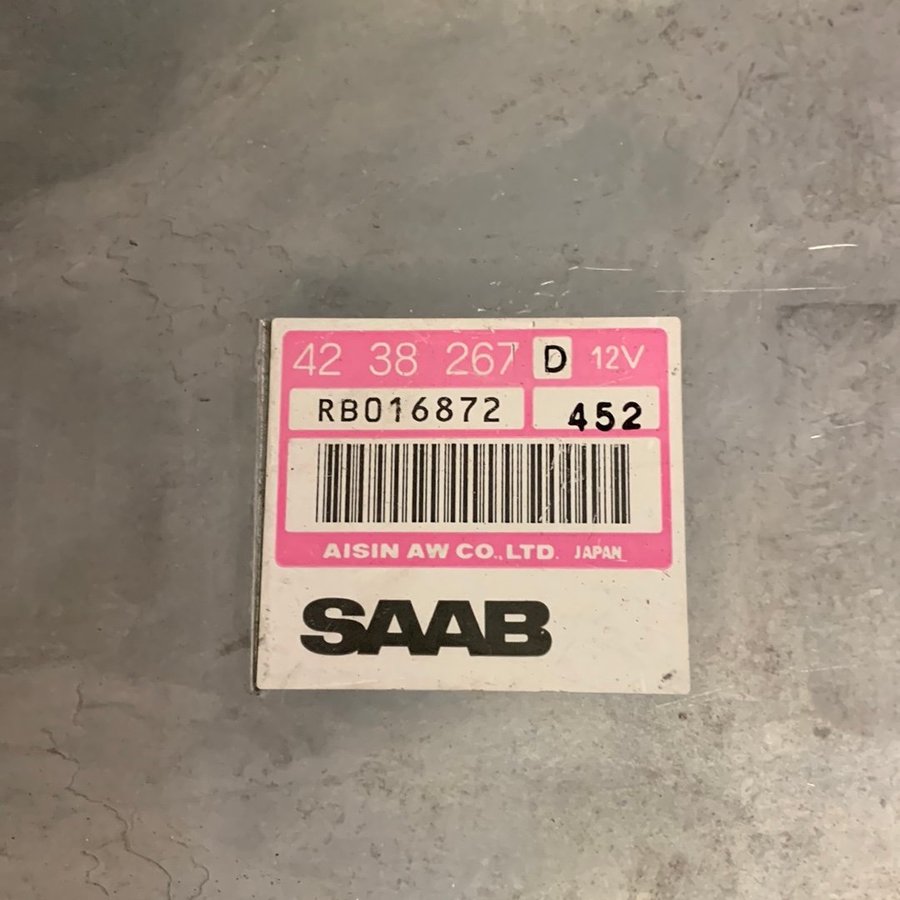 42 38 267 D 12V
RB016872 452
AISIN AW CO.,LTD. JAPAN
SAAB